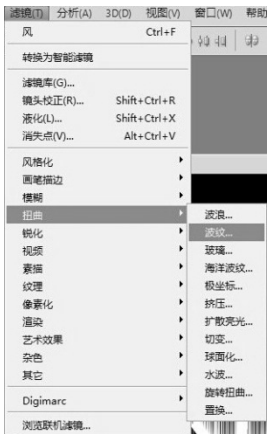 滤镜(T) 分析(A) 3D(D) 视图(V) 窗口(W) 帮助
风 Ctrl+F
转换为智能滤镜
滤镜库(G)...
镜头校正(R)... Shift+Ctrl+R
液化(L)... Shift+Ctrl+X
消失点(V)... Alt+Ctrl+V
风格化
画笔描边
模糊
扭曲
锐化
视频
素描
纹理
像素化
渲染
艺术效果
杂色
其它
Digimarc
浏览联机滤镜...
波浪...
波纹...
玻璃...
海洋波纹...
极坐标...
挤压...
扩散亮光...
切变...
球面化...
水波...
旋转扭曲...
置换...